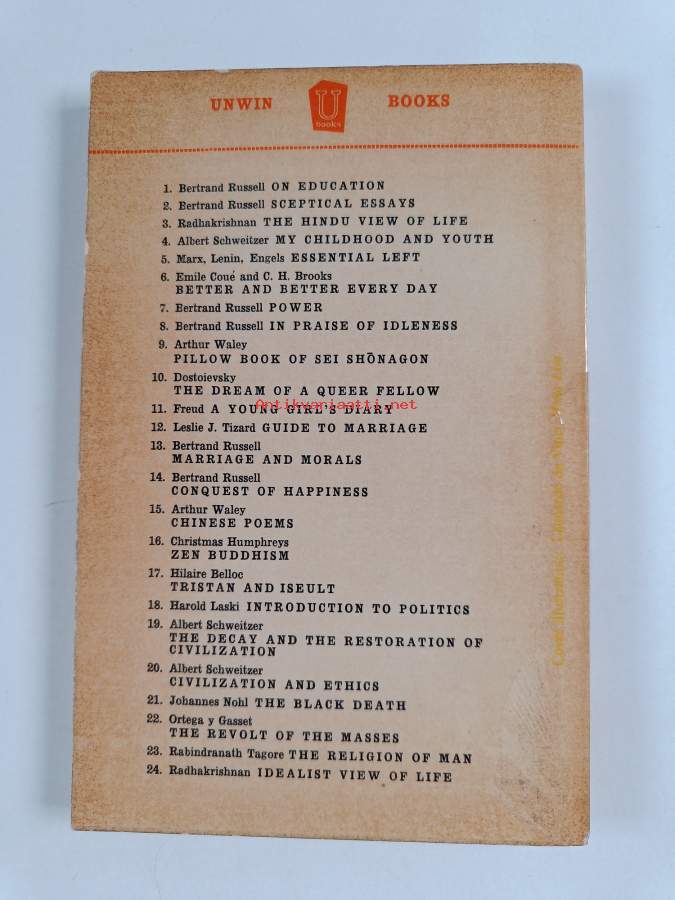 UNWIN U BOOKS
books
1. Bertrand Russell ON EDUCATION
2. Bertrand Russell SCEPTICAL ESSAYS
3. Radhakrishnan THE HINDU VIEW OF LIFE
4. Albert Schweitzer MY CHILDHOOD AND YOUTH
5. Marx, Lenin, Engels ESSENTIAL LEFT
6. Emile Coué and C. H. Brooks
BETTER AND BETTER EVERY DAY
7. Bertrand Russell POWER
8. Bertrand Russell IN PRAISE OF IDLENESS
9. Arthur Waley
PILLOW BOOK OF SEI SHŌNAGON
10. Dostoievsky
THE DREAM OF A QUEER FELLOW
Antikvariaatti.net
11. Freud A YOUNG GIRL'S DIARY
12. Leslie J. Tizard GUIDE TO MARRIAGE
13. Bertrand Russell
MARRIAGE AND MORALS
14. Bertrand Russell
CONQUEST OF HAPPINESS
15. Arthur Waley
CHINESE POEMS
16. Christmas Humphreys
ZEN BUDDHISM
17. Hilaire Belloc
TRISTAN AND ISEULT
18. Harold Laski INTRODUCTION TO POLITICS
19. Albert Schweitzer
THE DECAY AND THE RESTORATION OF
CIVILIZATION
20. Albert Schweitzer
CIVILIZATION AND ETHICS
21. Johannes Nohl THE BLACK DEATH
22. Ortega y Gasset
THE REVOLT OF THE MASSES
23. Rabindranath Tagore THE RELIGION OF MAN
24. Radhakrishnan IDEALIST VIEW OF LIFE